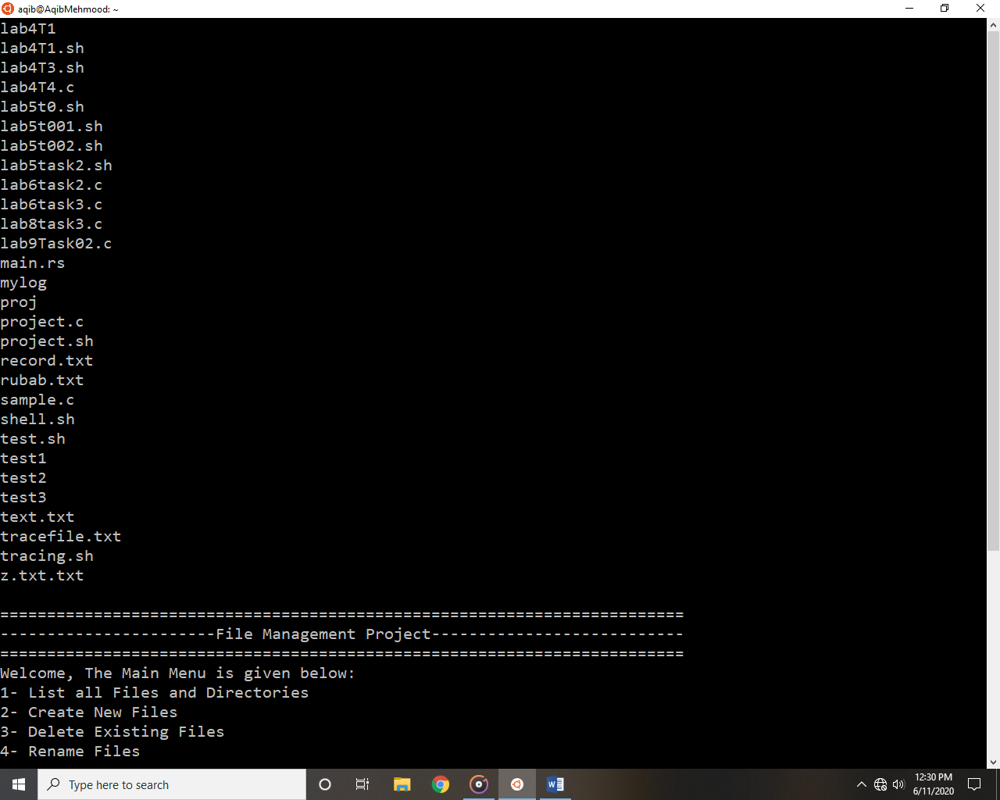 aqib@AqibMehmood: ~
lab4T1
lab4T1.sh
lab4T3.sh
lab4T4.c
lab5t0.sh
lab5t001.sh
lab5t002.sh
lab5task2.sh
lab6task2.c
lab6task3.c
lab8task3.c
lab9Task02.c
main.rs
mylog
proj
project.c
project.sh
record.txt
rubab.txt
sample.c
shell.sh
test.sh
test1
test2
test3
text.txt
tracefile.txt
tracing.sh
z.txt.txt
=========================================================================
-----------------------File Management Project---------------------------
=========================================================================
Welcome, The Main Menu is given below:
1- List all Files and Directories
2- Create New Files
3- Delete Existing Files
4- Rename Files
Type here to search
12:30 PM
6/11/2020